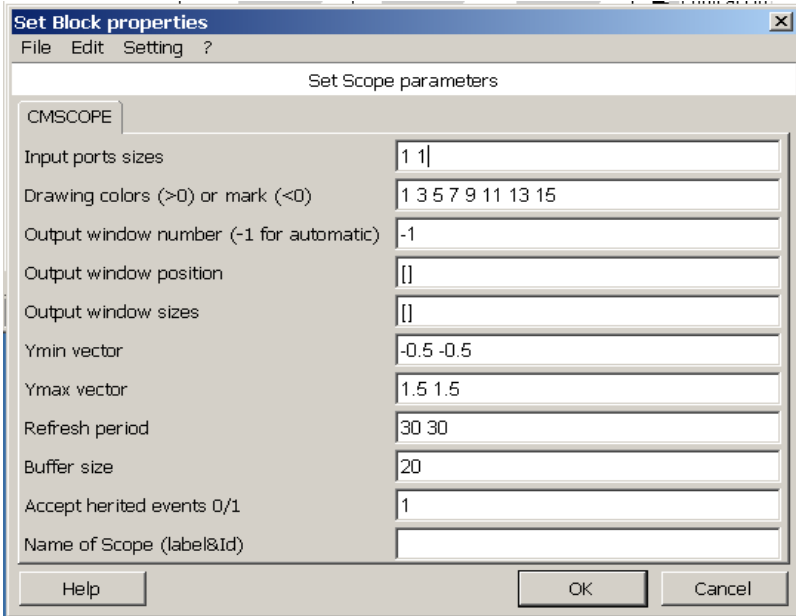 Set Block properties
File Edit Setting ?
Set Scope parameters
CMSCOPE
Input ports sizes 1 1
Drawing colors (>0) or mark (<0) 1 3 5 7 9 11 13 15
Output window number (-1 for automatic) -1
Output window position []
Output window sizes []
Ymin vector -0.5 -0.5
Ymax vector 1.5 1.5
Refresh period 30 30
Buffer size 20
Accept herited events 0/1 1
Name of Scope (label&Id)
Help OK Cancel